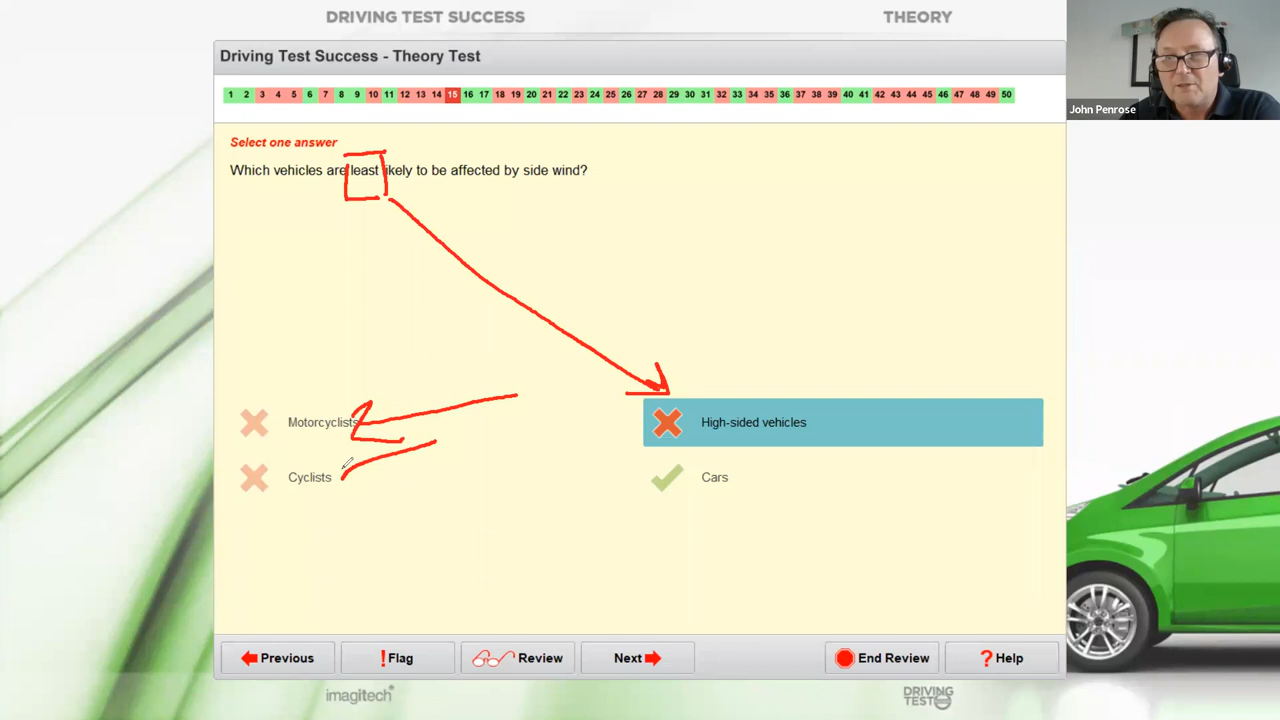 DRIVING TEST SUCCESS
THEORY
John Penrose
Driving Test Success - Theory Test
1 2 3 4 5 6 7 8 9 10 11 12 13 14 15 16 17 18 19 20 21 22 23 24 25 26 27 28 29 30 31 32 33 34 35 36 37 38 39 40 41 42 43 44 45 46 47 48 49 50
Select one answer
Which vehicles are least likely to be affected by side wind?
Motorcyclists
High-sided vehicles
Cyclists
Cars
Previous
!Flag
Review
Next
End Review
?Help
imagitech
DRIVING
TEST